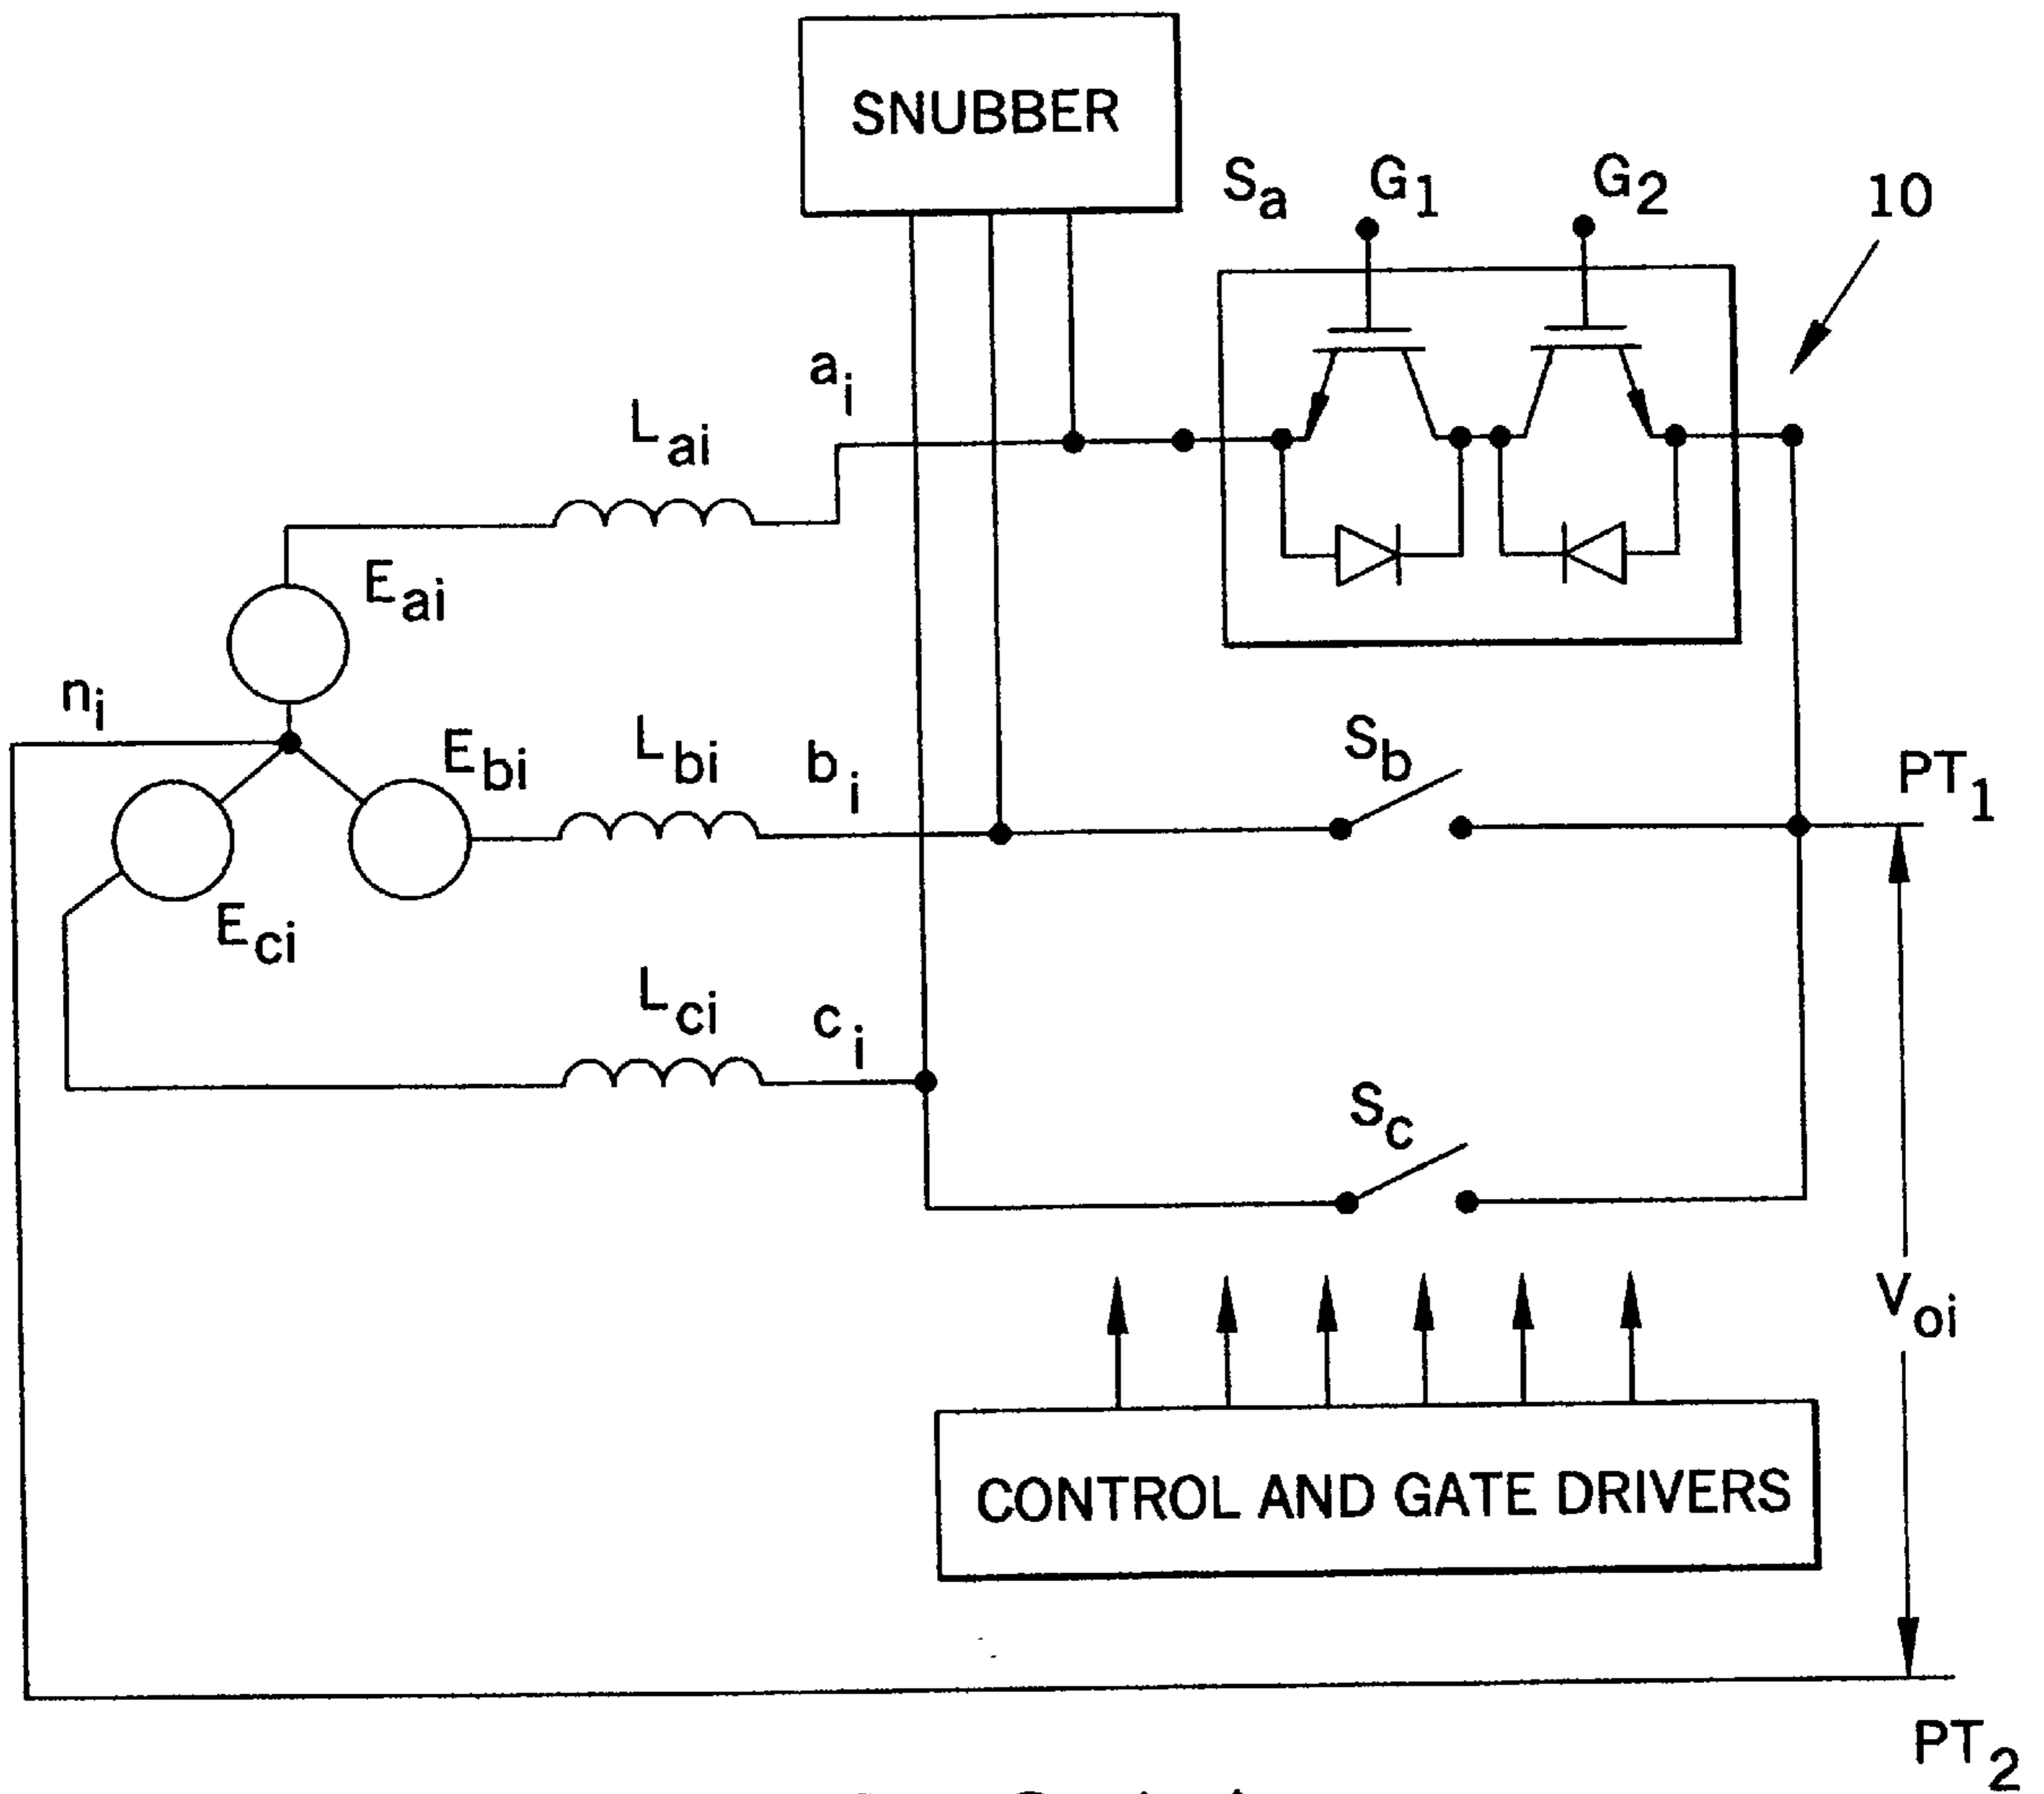 SNUBBER
Sa
G1
G2
10
ai
Lai
Eai
ni
Ebi
Lbi
bi
Sb
PT1
Eci
Lci
ci
Sc
Voi
CONTROL AND GATE DRIVERS
PT2